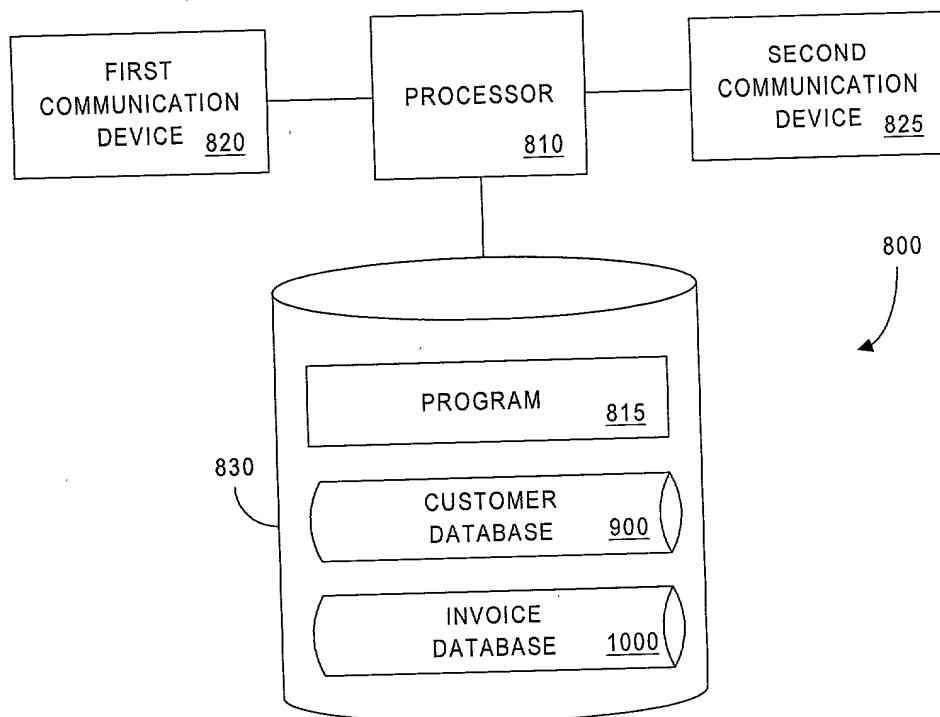 FIRST
COMMUNICATION
DEVICE 820
PROCESSOR
810
SECOND
COMMUNICATION
DEVICE 825
800
PROGRAM 815
830
CUSTOMER
DATABASE 900
INVOICE
DATABASE 1000